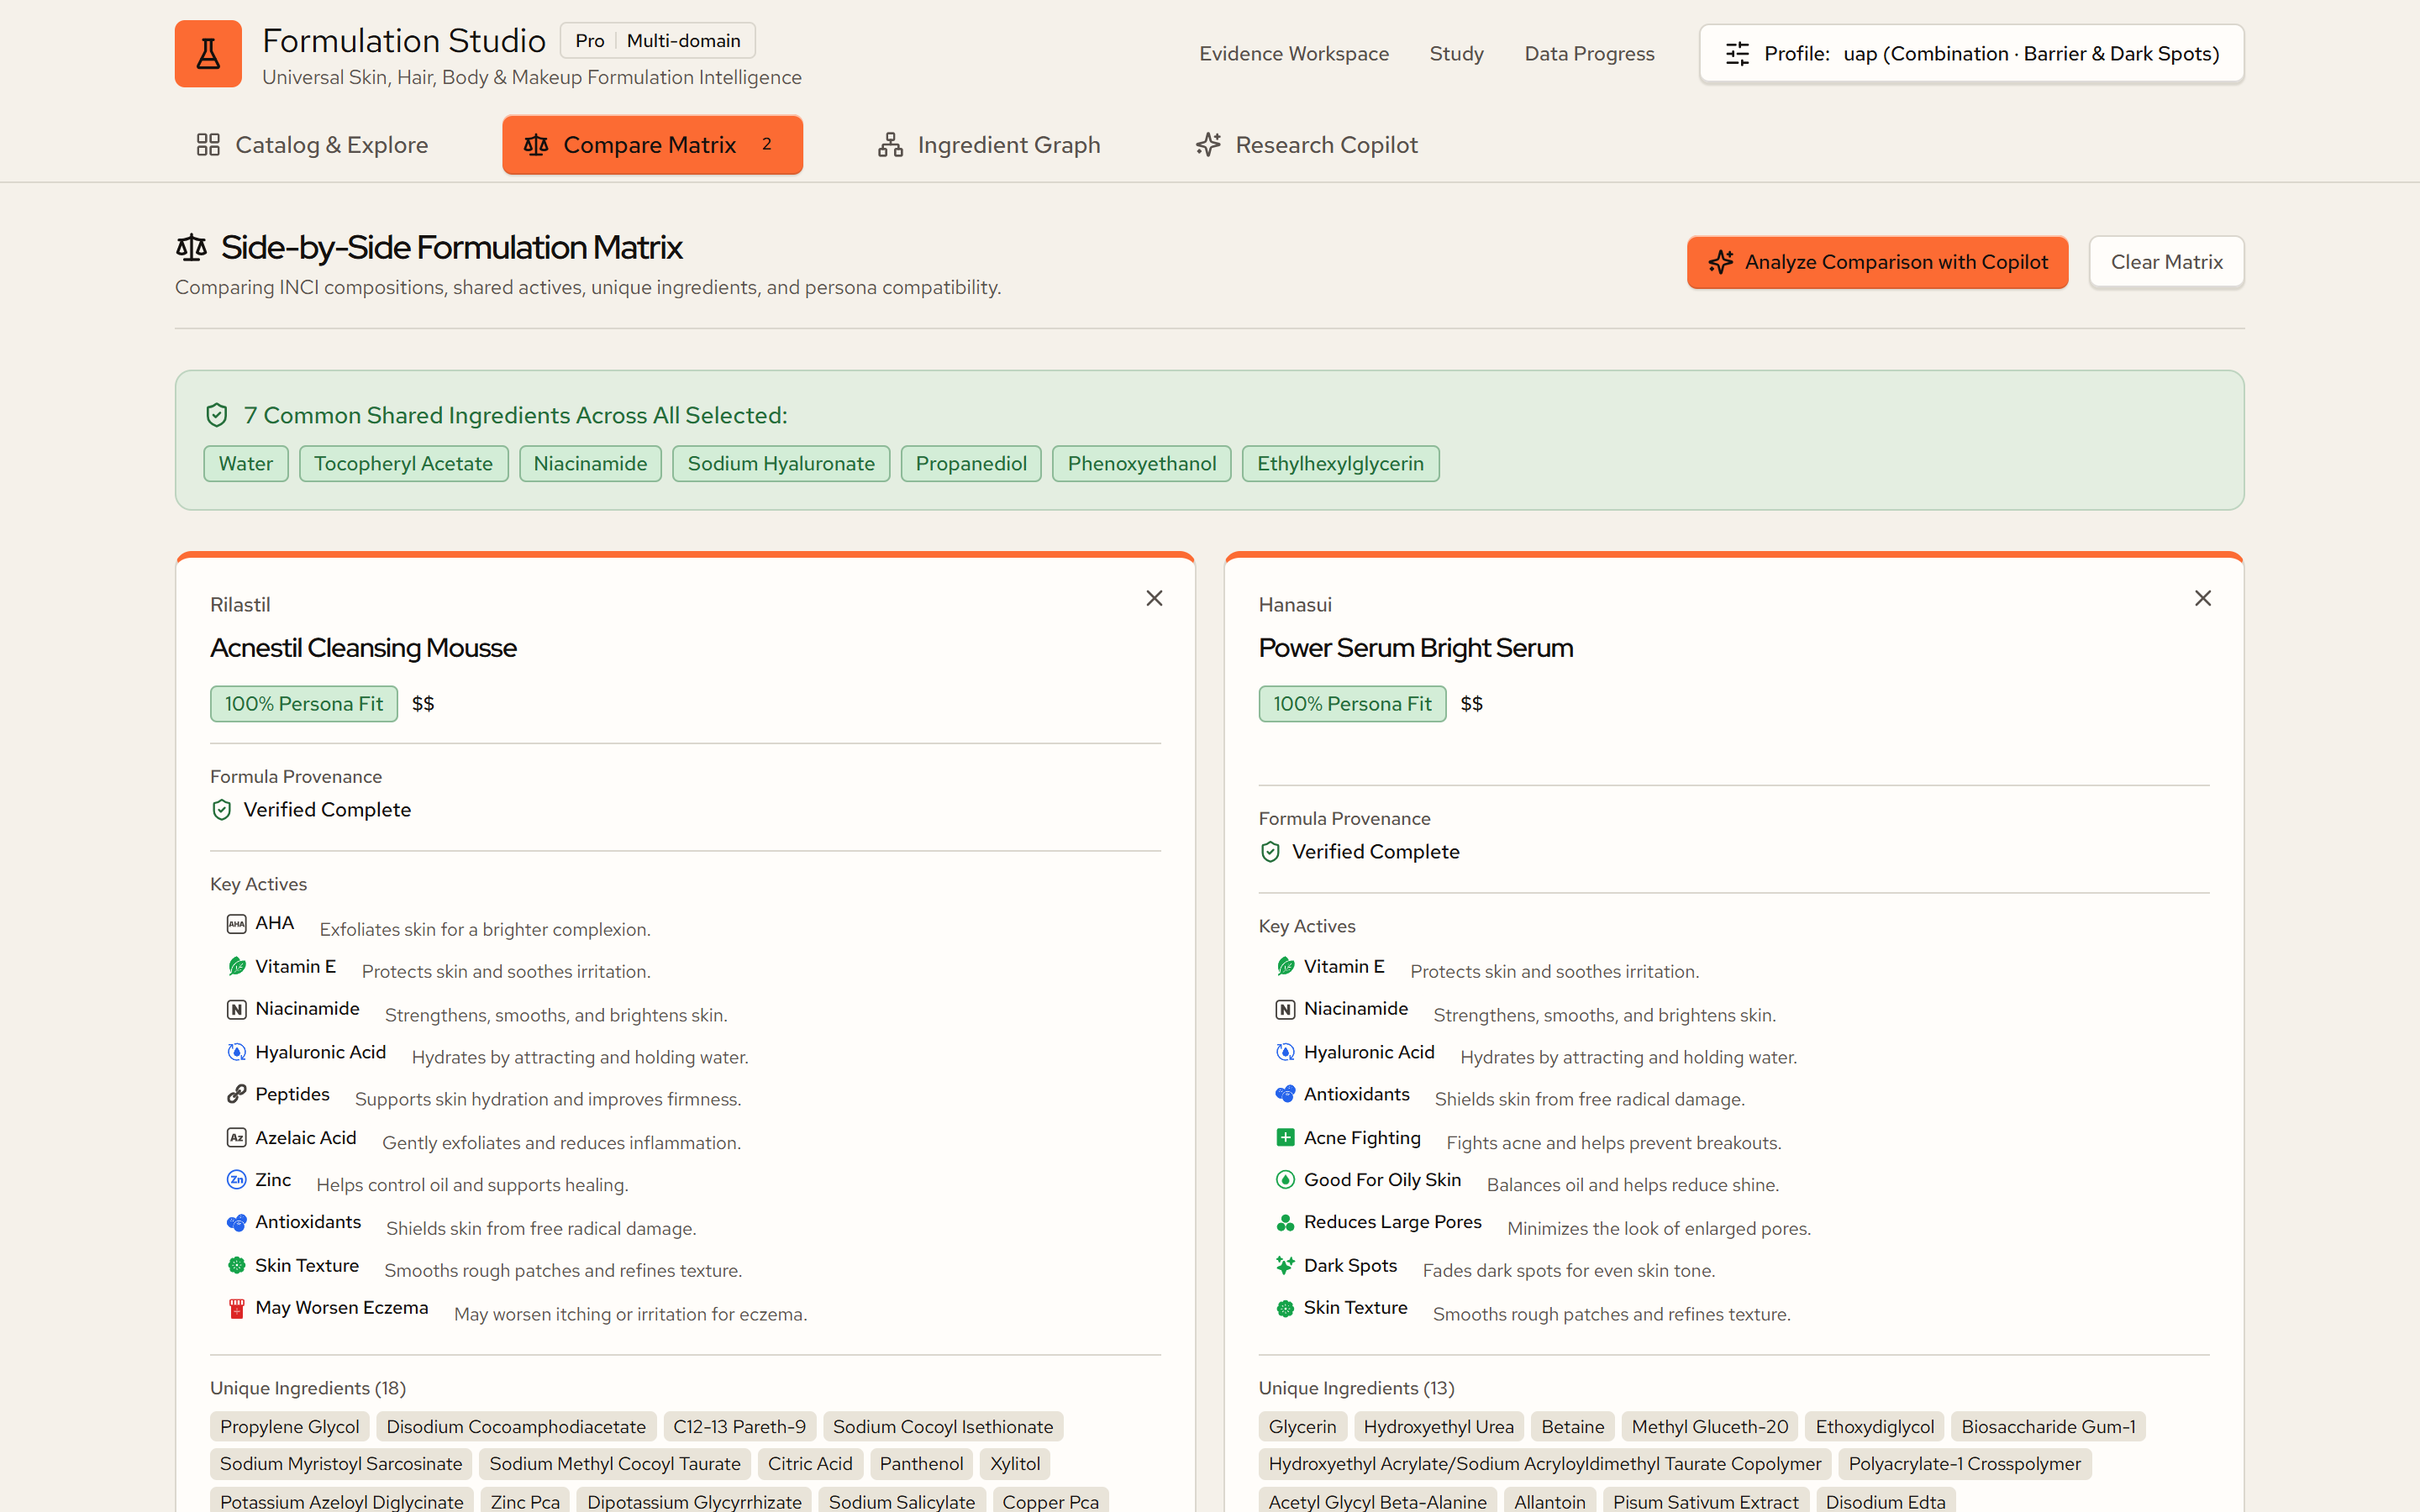 Formulation Studio
Pro | Multi-domain
Universal Skin, Hair, Body & Makeup Formulation Intelligence
Evidence Workspace
Study
Data Progress
Profile: uap (Combination · Barrier & Dark Spots)
Catalog & Explore
Compare Matrix 2
Ingredient Graph
Research Copilot
Side-by-Side Formulation Matrix
Comparing INCI compositions, shared actives, unique ingredients, and persona compatibility.
Analyze Comparison with Copilot
Clear Matrix
7 Common Shared Ingredients Across All Selected:
Water Tocopheryl Acetate Niacinamide Sodium Hyaluronate Propanediol Phenoxyethanol Ethylhexylglycerin
Rilastil
Acnestil Cleansing Mousse
100% Persona Fit $$
Formula Provenance
Verified Complete
Key Actives
AHA AHA Exfoliates skin for a brighter complexion.
Vitamin E Protects skin and soothes irritation.
N Niacinamide Strengthens, smooths, and brightens skin.
Hyaluronic Acid Hydrates by attracting and holding water.
Peptides Supports skin hydration and improves firmness.
Az Azelaic Acid Gently exfoliates and reduces inflammation.
Zn Zinc Helps control oil and supports healing.
Antioxidants Shields skin from free radical damage.
Skin Texture Smooths rough patches and refines texture.
May Worsen Eczema May worsen itching or irritation for eczema.
Unique Ingredients (18)
Propylene Glycol Disodium Cocoamphodiacetate C12-13 Pareth-9 Sodium Cocoyl Isethionate
Sodium Myristoyl Sarcosinate Sodium Methyl Cocoyl Taurate Citric Acid Panthenol Xylitol
Potassium Azeloyl Diglycinate Zinc Pca Dipotassium Glycyrrhizate Sodium Salicylate Copper Pca
Hanasui
Power Serum Bright Serum
100% Persona Fit $$
Formula Provenance
Verified Complete
Key Actives
Vitamin E Protects skin and soothes irritation.
N Niacinamide Strengthens, smooths, and brightens skin.
Hyaluronic Acid Hydrates by attracting and holding water.
Antioxidants Shields skin from free radical damage.
Acne Fighting Fights acne and helps prevent breakouts.
Good For Oily Skin Balances oil and helps reduce shine.
Reduces Large Pores Minimizes the look of enlarged pores.
Dark Spots Fades dark spots for even skin tone.
Skin Texture Smooths rough patches and refines texture.
Unique Ingredients (13)
Glycerin Hydroxyethyl Urea Betaine Methyl Gluceth-20 Ethoxydiglycol Biosaccharide Gum-1
Hydroxyethyl Acrylate/Sodium Acryloyldimethyl Taurate Copolymer Polyacrylate-1 Crosspolymer
Acetyl Glycyl Beta-Alanine Allantoin Pisum Sativum Extract Disodium Edta